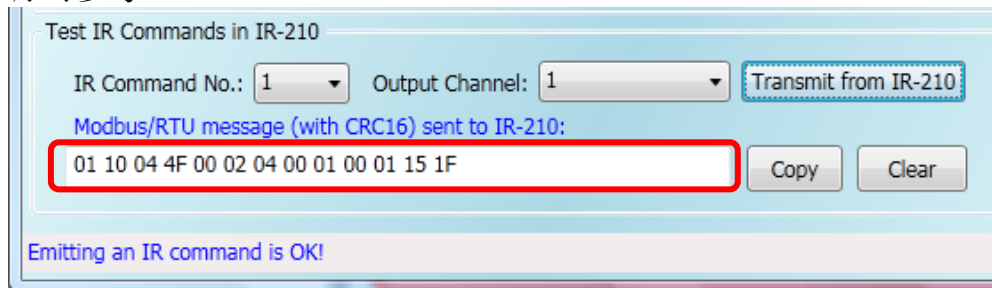 Test IR Commands in IR-210
IR Command No.: 1 Output Channel: 1 Transmit from IR-210
Modbus/RTU message (with CRC16) sent to IR-210:
01 10 04 4F 00 02 04 00 01 00 01 15 1F Copy Clear
Emitting an IR command is OK!